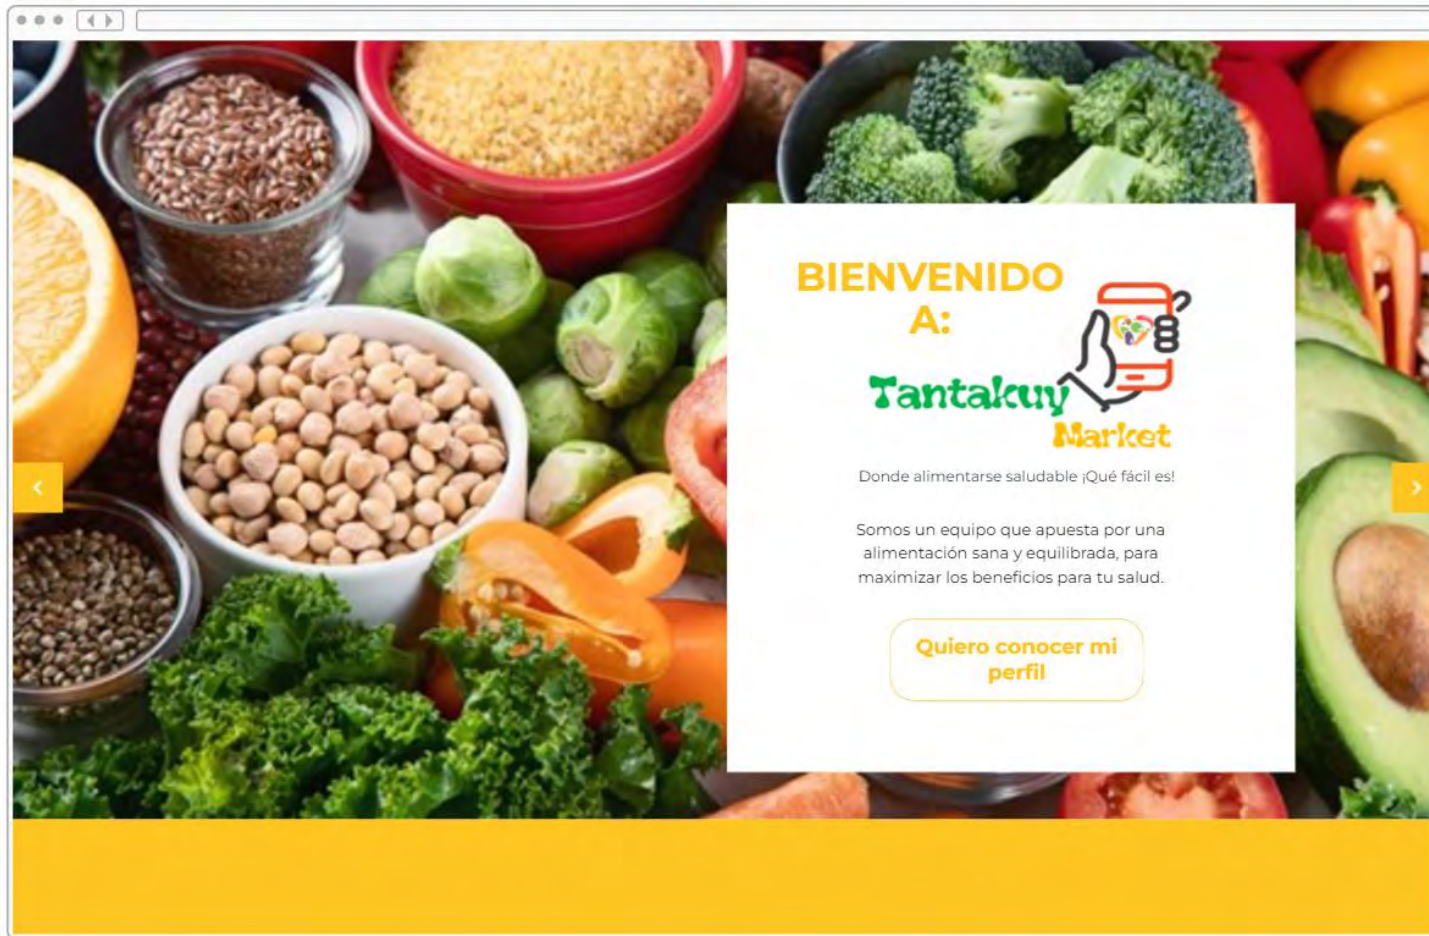 BIENVENIDO
A:
Tantakuy
Market
Donde alimentarse saludable ¡Qué fácil es!
Somos un equipo que apuesta por una
alimentación sana y equilibrada, para
maximizar los beneficios para tu salud.
Quiero conocer mi
perfil